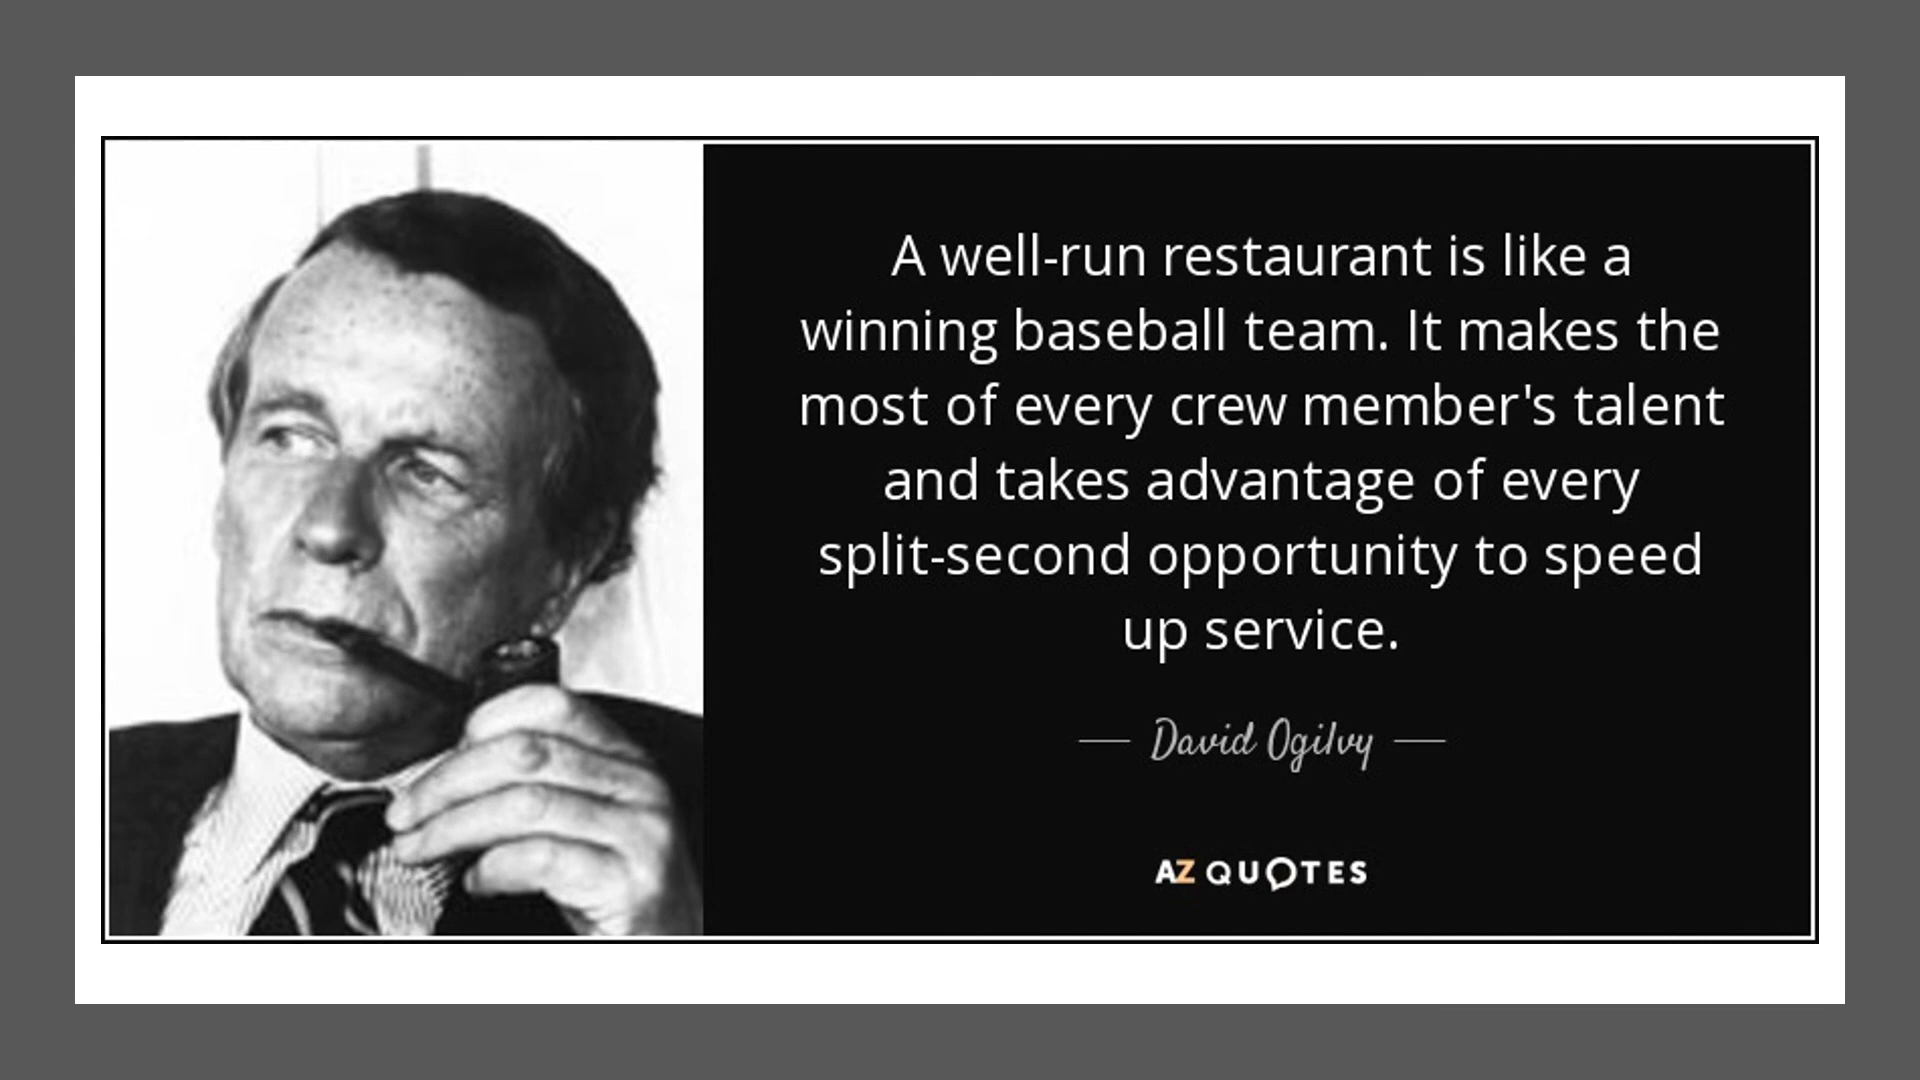 A well-run restaurant is like a
winning baseball team. It makes the
most of every crew member's talent
and takes advantage of every
split-second opportunity to speed
up service.
David Ogilvy
AZ QUOTES